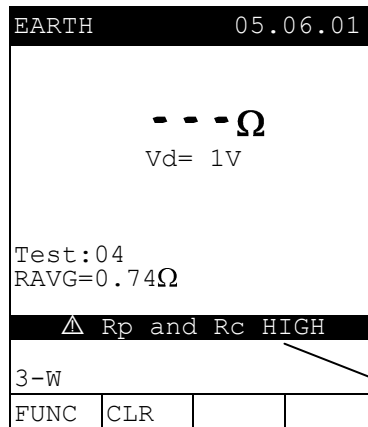 EARTH 05.06.01
- - -Ω
Vd= 1V
Test:04
RAVG=0.74Ω
⚠ Rp and Rc HIGH
3-W
FUNC CLR